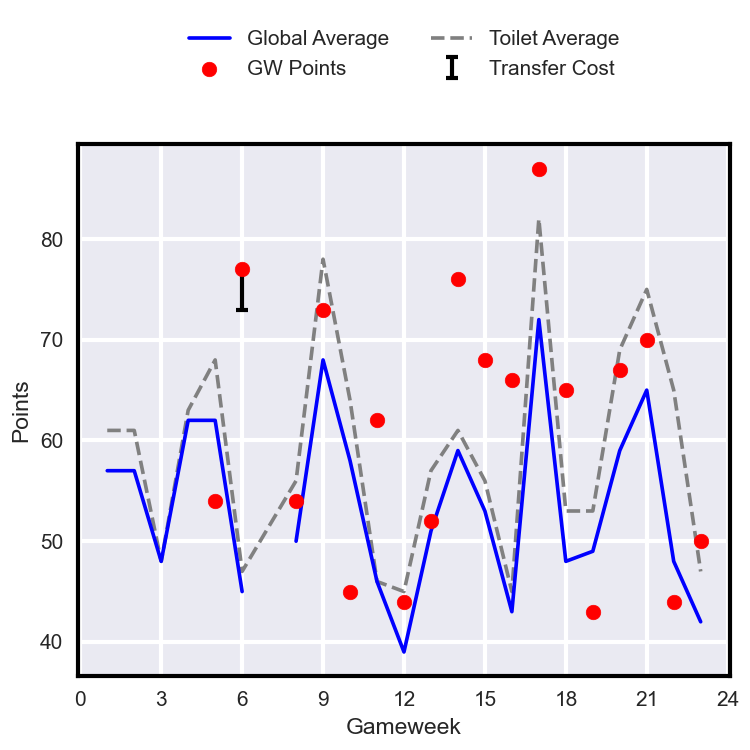 Global Average Toilet Average
GW Points Transfer Cost
80
70
60
50
40
Points
0 3 6 9 12 15 18 21 24
Gameweek